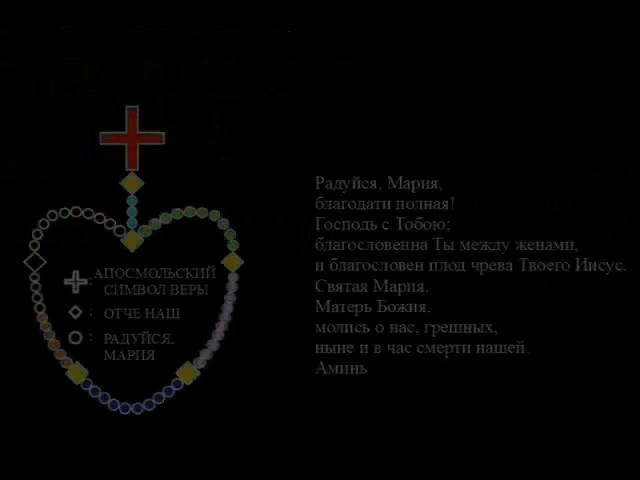 АПОСМОЛЬСКИЙ
СИМВОЛ ВЕРЫ
ОТЧЕ НАШ
РАДУЙСЯ,
МАРИЯ
Радуйся, Мария,
благодати полная!
Господь с Тобою;
благословенна Ты между женами,
и благословен плод чрева Твоего Иисус.
Святая Мария,
Матерь Божия,
молись о нас, грешных,
ныне и в час смерти нашей.
Аминь